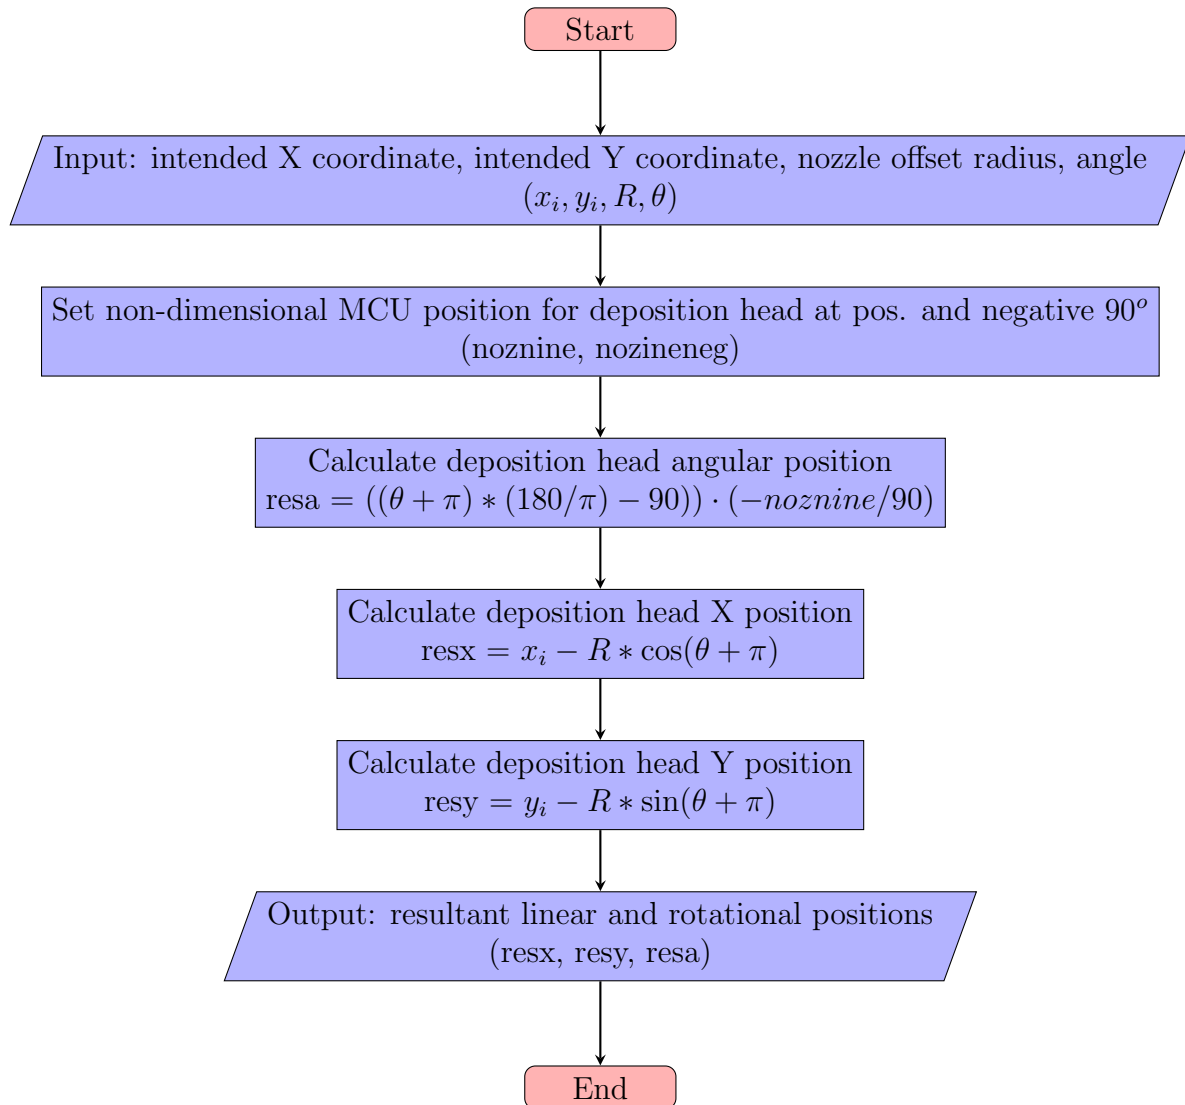 Start
Input: intended X coordinate, intended Y coordinate, nozzle offset radius, angle
(x_i, y_i, R, θ)
Set non-dimensional MCU position for deposition head at pos. and negative 90^o
(noznine, nozineneg)
Calculate deposition head angular position
resa = ((θ + π) ∗ (180/π) − 90)) · (−noznine/90)
Calculate deposition head X position
resx = x_i − R ∗ cos(θ + π)
Calculate deposition head Y position
resy = y_i − R ∗ sin(θ + π)
Output: resultant linear and rotational positions
(resx, resy, resa)
End